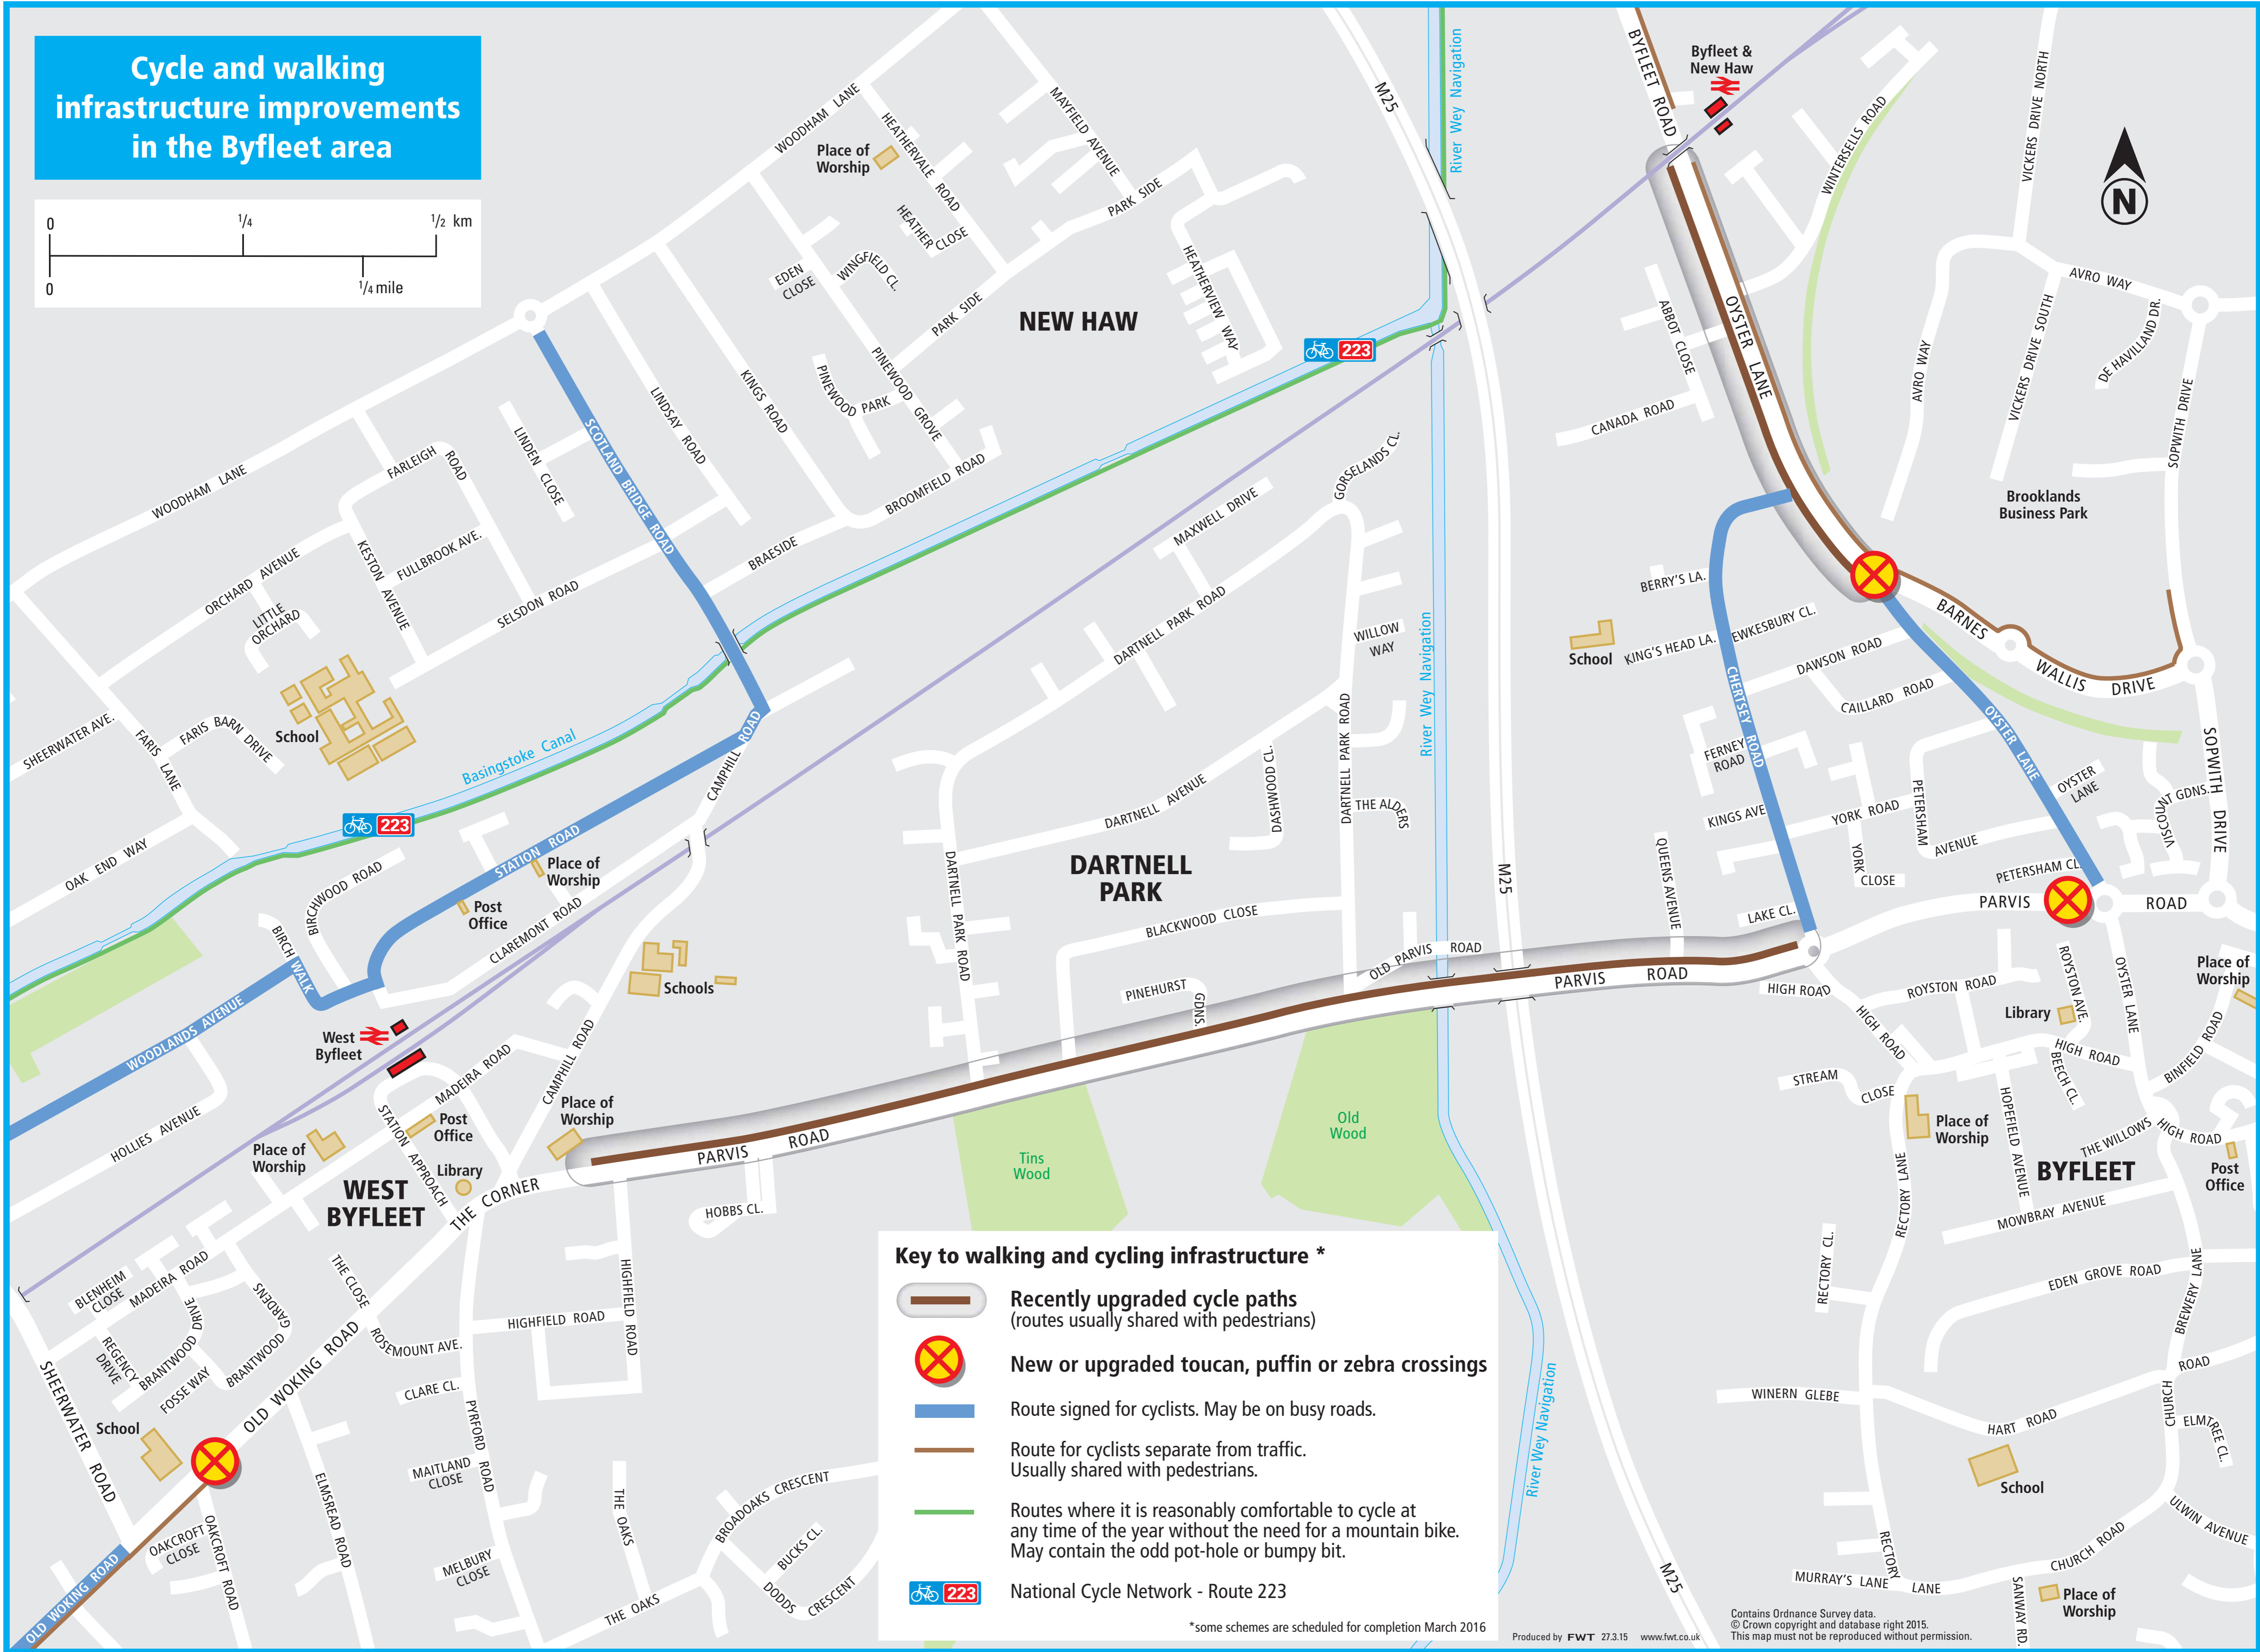 Cycle and walking
infrastructure improvements
in the Byfleet area
0
1/4
1/2 km
0
1/4 mile
N
WOODHAM LANE
Place of
Worship
HEATHERVALE ROAD
MAYFIELD AVENUE
HEATHER CLOSE
PARK SIDE
EDEN
CLOSE
WINGFIELD CL.
PARK SIDE
HEATHERVIEW WAY
NEW HAW
223
M25
River Wey Navigation
BYFLEET ROAD
Byfleet &
New Haw
WINTERSELLS ROAD
VICKERS DRIVE NORTH
AVRO WAY
VICKERS DRIVE SOUTH
DE HAVILLAND DR.
AVRO WAY
SOPWITH DRIVE
OYSTER LANE
ABBOT CLOSE
CANADA ROAD
Brooklands
Business Park
WOODHAM LANE
FARLEIGH ROAD
LINDEN CLOSE
SCOTLAND BRIDGE ROAD
LINDSAY ROAD
KINGS ROAD
PINEWOOD PARK
PINEWOOD GROVE
BROOMFIELD ROAD
BRAESIDE
ORCHARD AVENUE
KESTON AVENUE
FULLBROOK AVE.
LITTLE
ORCHARD
SELSDON ROAD
School
SHEERWATER AVE.
FARIS LANE
FARIS BARN DRIVE
Basingstoke Canal
223
OAK END WAY
GORSELANDS CL.
MAXWELL DRIVE
DARTNELL PARK ROAD
WILLOW
WAY
River Wey Navigation
DARTNELL PARK ROAD
THE ALDERS
DASHWOOD CL.
DARTNELL AVENUE
DARTNELL
PARK
DARTNELL PARK ROAD
BLACKWOOD CLOSE
PINEHURST GDNS.
OLD PARVIS ROAD
M25
BERRY'S LA.
School
KING'S HEAD LA.
EWKESBURY CL.
CHERTSEY ROAD
DAWSON ROAD
CAILLARD ROAD
BARNES WALLIS DRIVE
OYSTER LANE
FERNEY
ROAD
KINGS AVE
YORK ROAD
PETERSHAM AVENUE
OYSTER
LANE
VISCOUNT GDNS.
SOPWITH DRIVE
QUEENS AVENUE
YORK
CLOSE
PETERSHAM CL.
LAKE CL.
PARVIS ROAD
CAMPHILL ROAD
STATION ROAD
Place of
Worship
Post
Office
BIRCHWOOD ROAD
CLAREMONT ROAD
BIRCH WALK
WOODLANDS AVENUE
West
Byfleet
Schools
HOLLIES AVENUE
MADEIRA ROAD
CAMPHILL ROAD
STATION APPROACH
Post
Office
Place of
Worship
Place of
Worship
Library
WEST
BYFLEET
THE CORNER
PARVIS ROAD
HOBBS CL.
Tins
Wood
Old
Wood
PARVIS ROAD
HIGH ROAD
HIGH ROAD
ROYSTON ROAD
ROYSTON AVE.
Library
OYSTER LANE
Place of
Worship
HIGH ROAD
BEECH CL.
BINFIELD ROAD
STREAM CLOSE
Place of
Worship
HOPEFIELD AVENUE
THE WILLOWS
HIGH ROAD
Post
Office
BYFLEET
RECTORY LANE
MOWBRAY AVENUE
RECTORY CL.
EDEN GROVE ROAD
BREWERY LANE
WINERN GLEBE
HART ROAD
CHURCH ROAD
ELMTREE CL.
School
ULWIN AVENUE
CHURCH ROAD
RECTORY LANE
MURRAY'S LANE
SANWAY RD.
Place of
Worship
BLENHEIM
CLOSE
MADEIRA ROAD
REGENCY
DRIVE
BRANTWOOD DRIVE
FOSSE WAY
BRANTWOOD GARDENS
THE CLOSE
ROSEMOUNT AVE.
HIGHFIELD ROAD
HIGHFIELD ROAD
OLD WOKING ROAD
CLARE CL.
PYRFORD ROAD
School
SHEERWATER ROAD
ELMSREAD ROAD
MAITLAND
CLOSE
OAKCROFT
CLOSE
OAKCROFT ROAD
OLD WOKING ROAD
MELBURY
CLOSE
THE OAKS
THE OAKS
BROADOAKS CRESCENT
BUCKS CL.
DODDS CRESCENT
River Wey Navigation
M25
Key to walking and cycling infrastructure *
Recently upgraded cycle paths
(routes usually shared with pedestrians)
New or upgraded toucan, puffin or zebra crossings
Route signed for cyclists. May be on busy roads.
Route for cyclists separate from traffic.
Usually shared with pedestrians.
Routes where it is reasonably comfortable to cycle at
any time of the year without the need for a mountain bike.
May contain the odd pot-hole or bumpy bit.
223
National Cycle Network - Route 223
*some schemes are scheduled for completion March 2016
Produced by FWT 27.3.15 www.fwt.co.uk
Contains Ordnance Survey data.
© Crown copyright and database right 2015.
This map must not be reproduced without permission.